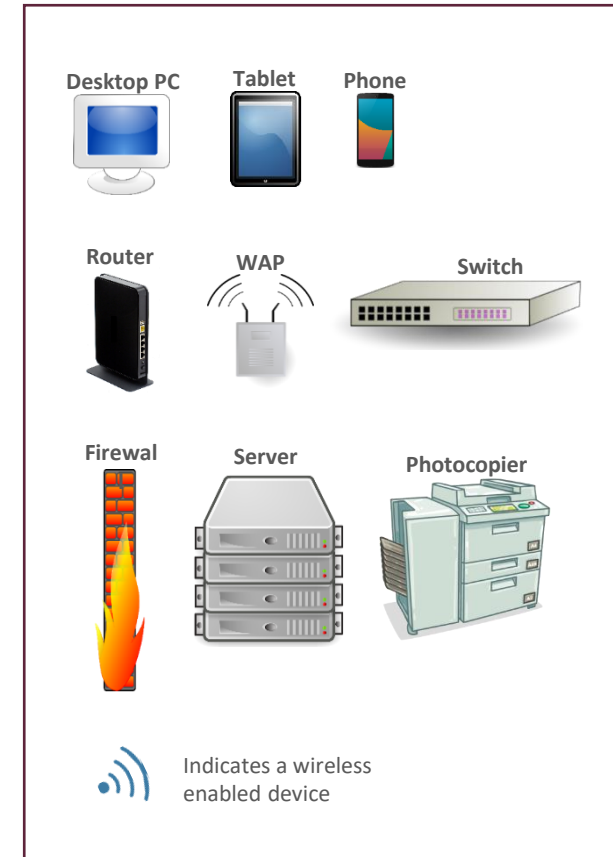 Desktop PC
Tablet
Phone
Router
WAP
Switch
Firewal
Server
Photocopier
Indicates a wireless
enabled device